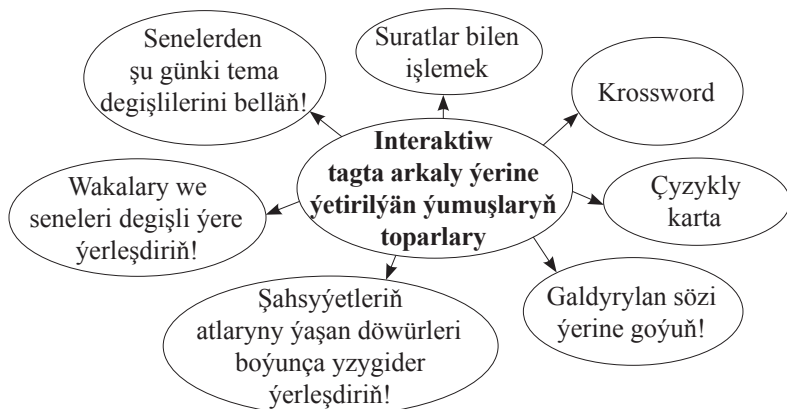 Senelerden
şu günki tema
degişlilerini belläň!
Suratlar bilen
işlemek
Krossword
Interaktiw
tagta arkaly ýerine
ýetirilýän ýumuşlaryň
toparlary
Wakalary we
seneleri degişli ýere
ýerleşdiriň!
Çyzykly
karta
Şahsyýetleriň
atlaryny ýaşan döwürleri
boýunça yzygider
ýerleşdiriň!
Galdyrylan sözi
ýerine goýuň!